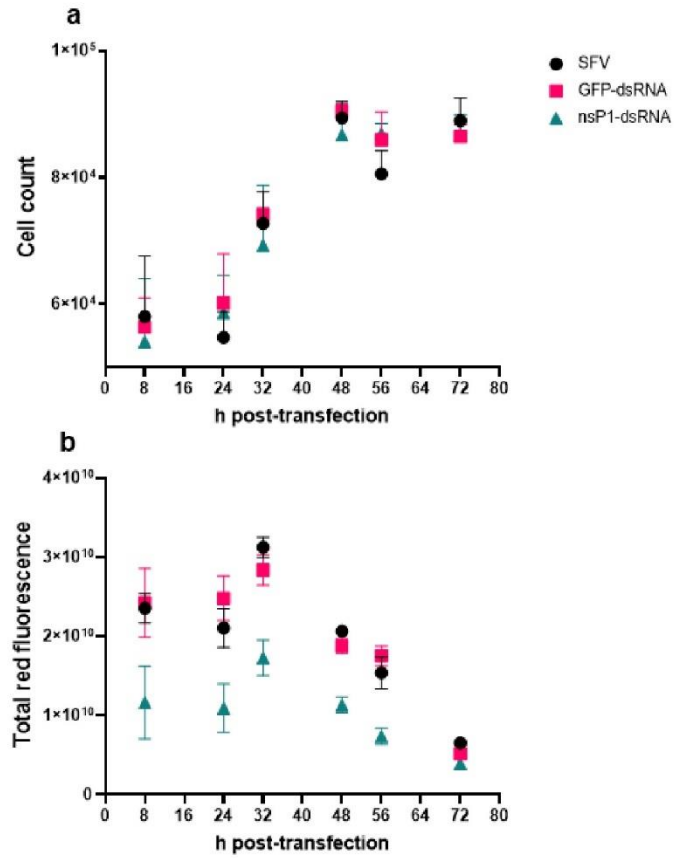 a
1×10⁵
8×10⁴
6×10⁴
Cell count
0 8 16 24 32 40 48 56 64 72 80
h post-transfection
SFV
GFP-dsRNA
nsP1-dsRNA
b
4×10¹⁰
3×10¹⁰
2×10¹⁰
1×10¹⁰
0
Total red fluorescence
0 8 16 24 32 40 48 56 64 72 80
h post-transfection